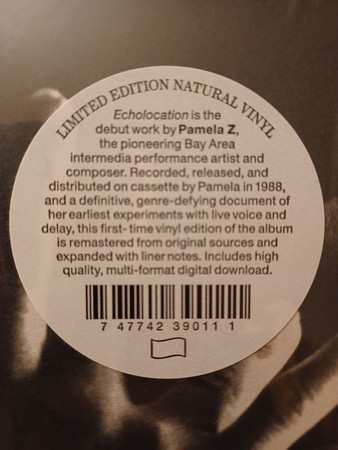 LIMITED EDITION NATURAL VINYL
Echolocation is the
debut work by Pamela Z,
the pioneering Bay Area
intermedia performance artist and
composer. Recorded, released, and
distributed on cassette by Pamela in 1988,
and a definitive, genre-defying document of
her earliest experiments with live voice and
delay, this first-time vinyl edition of the album
is remastered from original sources and
expanded with liner notes. Includes high
quality, multi-format digital download.
7 47742 39011 1